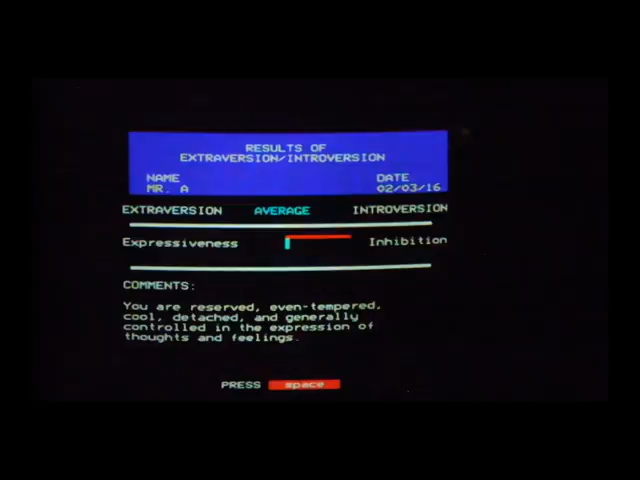 RESULTS OF
EXTRAVERSION/INTROVERSION
NAME DATE
MR. A 02/03/16
EXTRAVERSION AVERAGE INTROVERSION
Expressiveness Inhibition
COMMENTS:
You are reserved, even-tempered,
cool, detached, and generally
controlled in the expression of
thoughts and feelings.
PRESS space